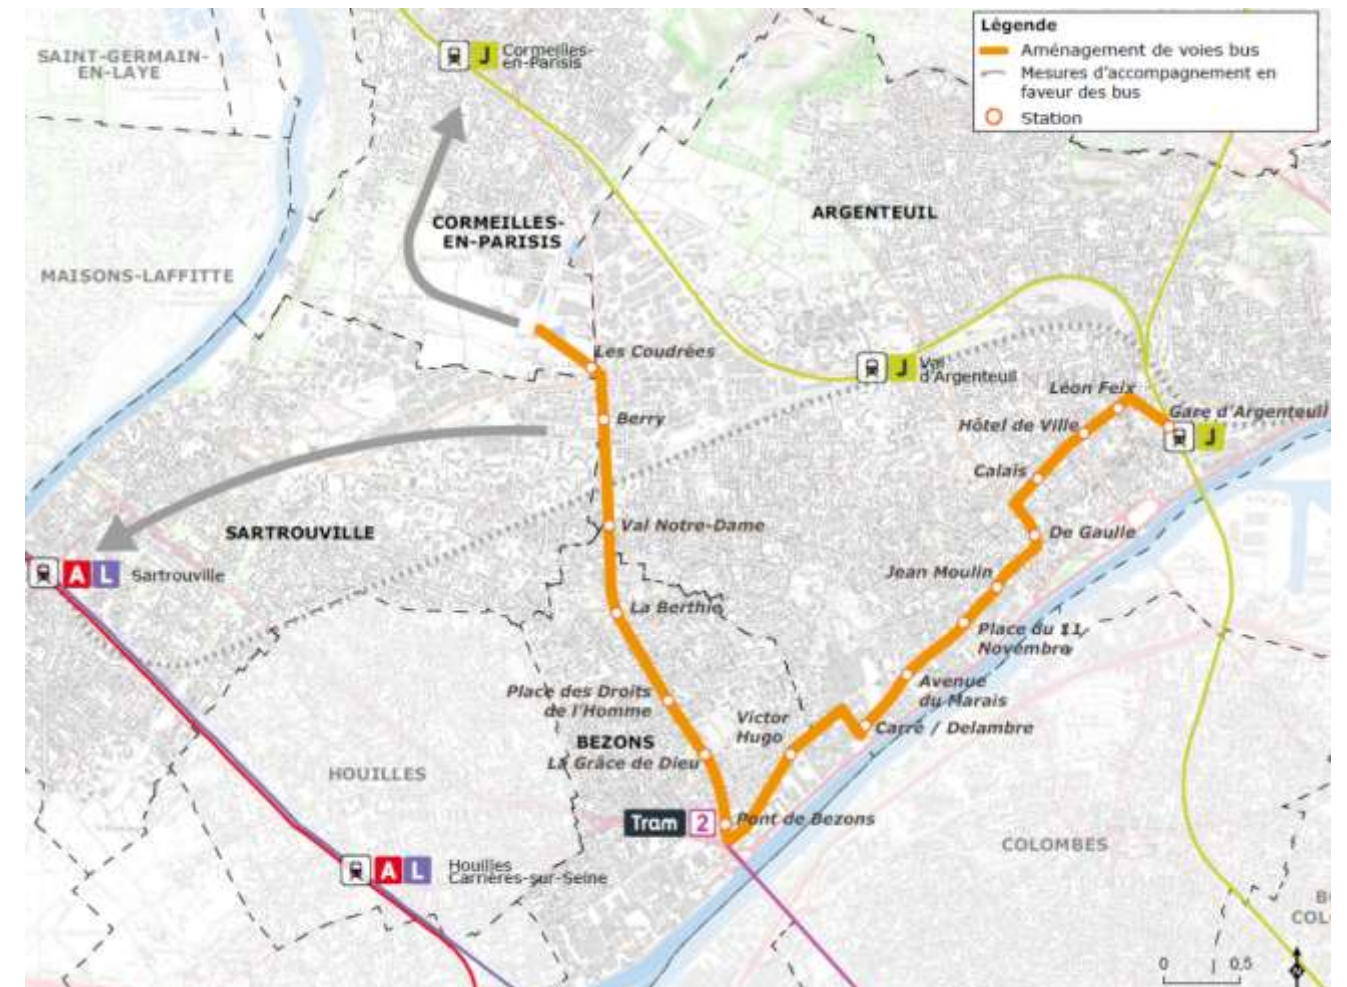 Légende
Aménagement de voies bus
Mesures d'accompagnement en
faveur des bus
Station
SAINT-GERMAIN-
EN-LAYE
J
Cormeilles-
en-Parisis
ARGENTEUIL
CORMEILLES-
EN-PARISIS
MAISONS-LAFFITTE
Les Coudrées
J
Val
d'Argenteuil
Léon Feix
Gare d'Argenteuil
J
Hôtel de Ville
Berry
Calais
Val Notre-Dame
De Gaulle
SARTROUVILLE
A L
Sartrouville
Jean Moulin
La Berthie
Place du 11
Novembre
Avenue
du Marais
Place des Droits
de l'Homme
Victor
Hugo
Carré / Delambre
BEZONS
La Grâce de Dieu
HOUILLES
Tram 2
Pont de Bezons
COLOMBES
A L
Houilles
Carrières-sur-Seine
COL
0 0,5
N